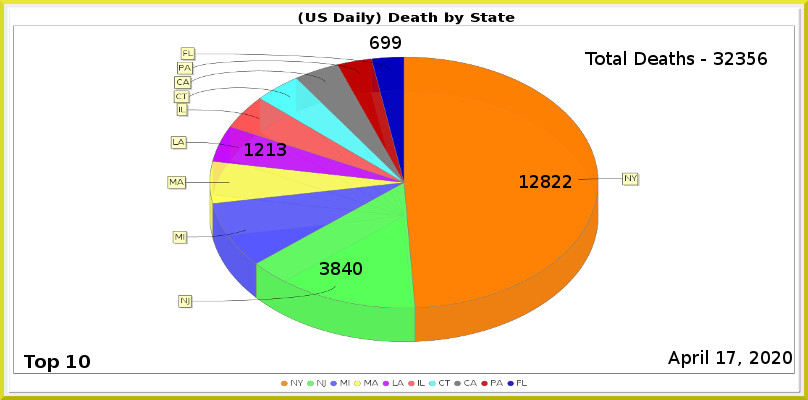 (US Daily) Death by State
699
Total Deaths - 32356
FL
PA
CA
CT
IL
LA
1213
MA
12822
NY
MI
3840
NJ
Top 10
April 17, 2020
NY NJ MI MA LA IL CT CA PA FL